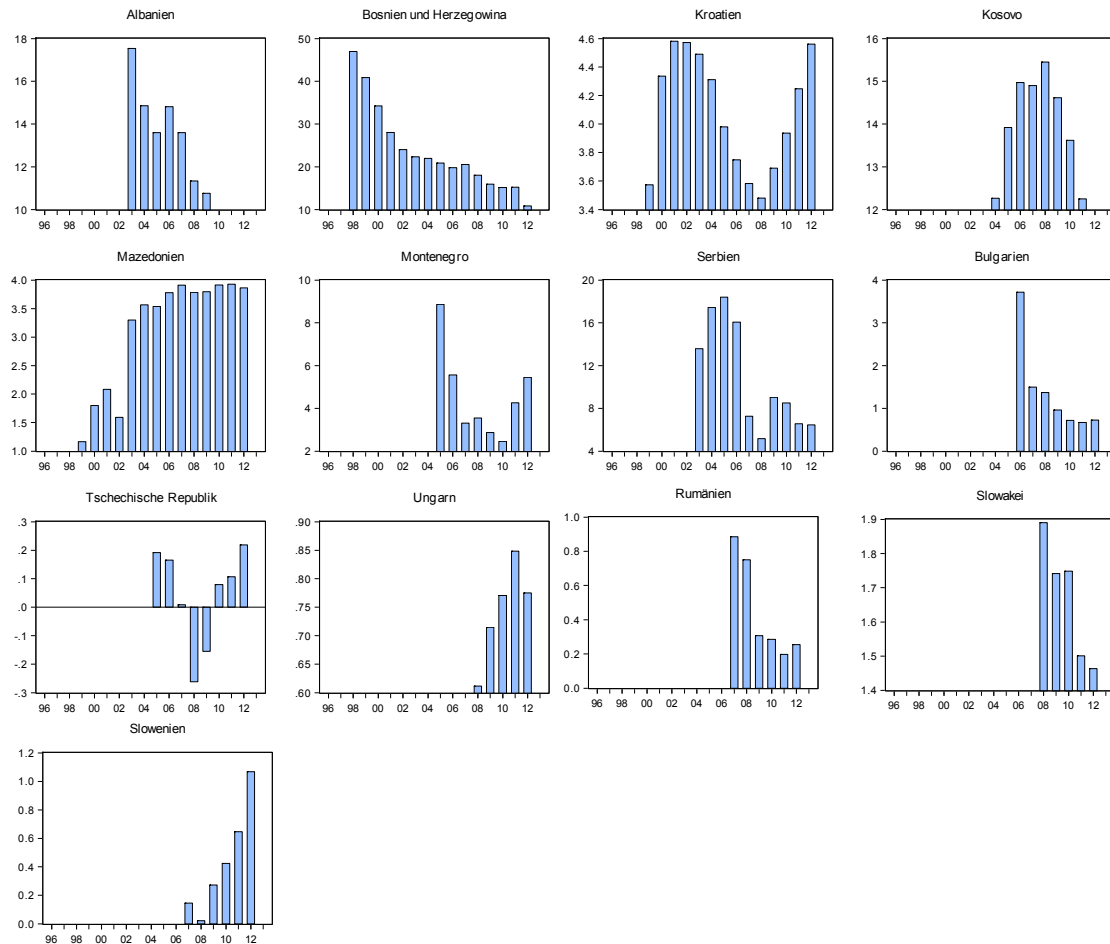 Albanien
18
16
14
12
10
96 98 00 02 04 06 08 10 12
Bosnien und Herzegowina
50
40
30
20
10
96 98 00 02 04 06 08 10 12
Kroatien
4.6
4.4
4.2
4.0
3.8
3.6
3.4
96 98 00 02 04 06 08 10 12
Kosovo
16
15
14
13
12
96 98 00 02 04 06 08 10 12
Mazedonien
4.0
3.5
3.0
2.5
2.0
1.5
1.0
96 98 00 02 04 06 08 10 12
Montenegro
10
8
6
4
2
96 98 00 02 04 06 08 10 12
Serbien
20
16
12
8
4
96 98 00 02 04 06 08 10 12
Bulgarien
4
3
2
1
0
96 98 00 02 04 06 08 10 12
Tschechische Republik
.3
.2
.1
.0
-.1
-.2
-.3
96 98 00 02 04 06 08 10 12
Ungarn
.90
.85
.80
.75
.70
.65
.60
96 98 00 02 04 06 08 10 12
Rumänien
1.0
0.8
0.6
0.4
0.2
0.0
96 98 00 02 04 06 08 10 12
Slowakei
1.9
1.8
1.7
1.6
1.5
1.4
96 98 00 02 04 06 08 10 12
Slowenien
1.2
1.0
0.8
0.6
0.4
0.2
0.0
96 98 00 02 04 06 08 10 12